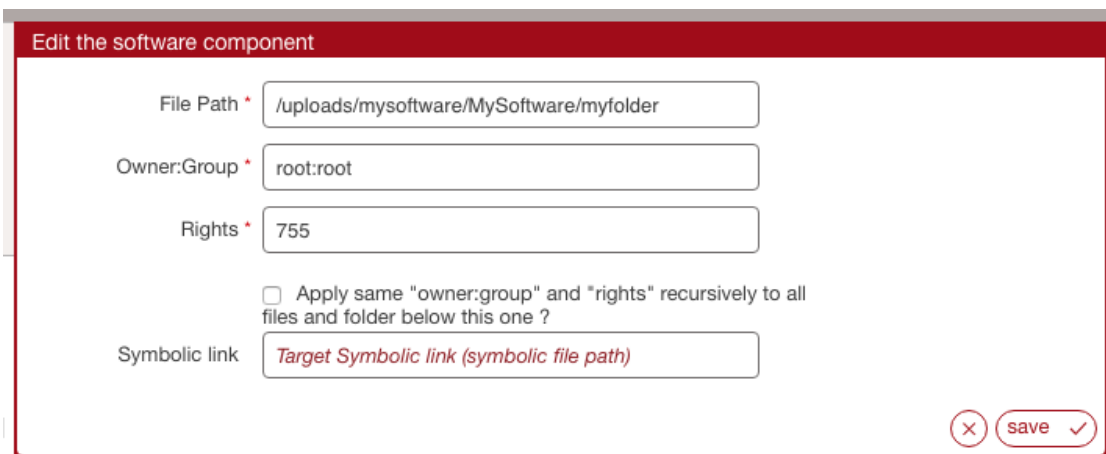 Edit the software component
File Path * /uploads/mysoftware/MySoftware/myfolder
Owner:Group * root:root
Rights * 755
Apply same "owner:group" and "rights" recursively to all
files and folder below this one ?
Symbolic link Target Symbolic link (symbolic file path)
save